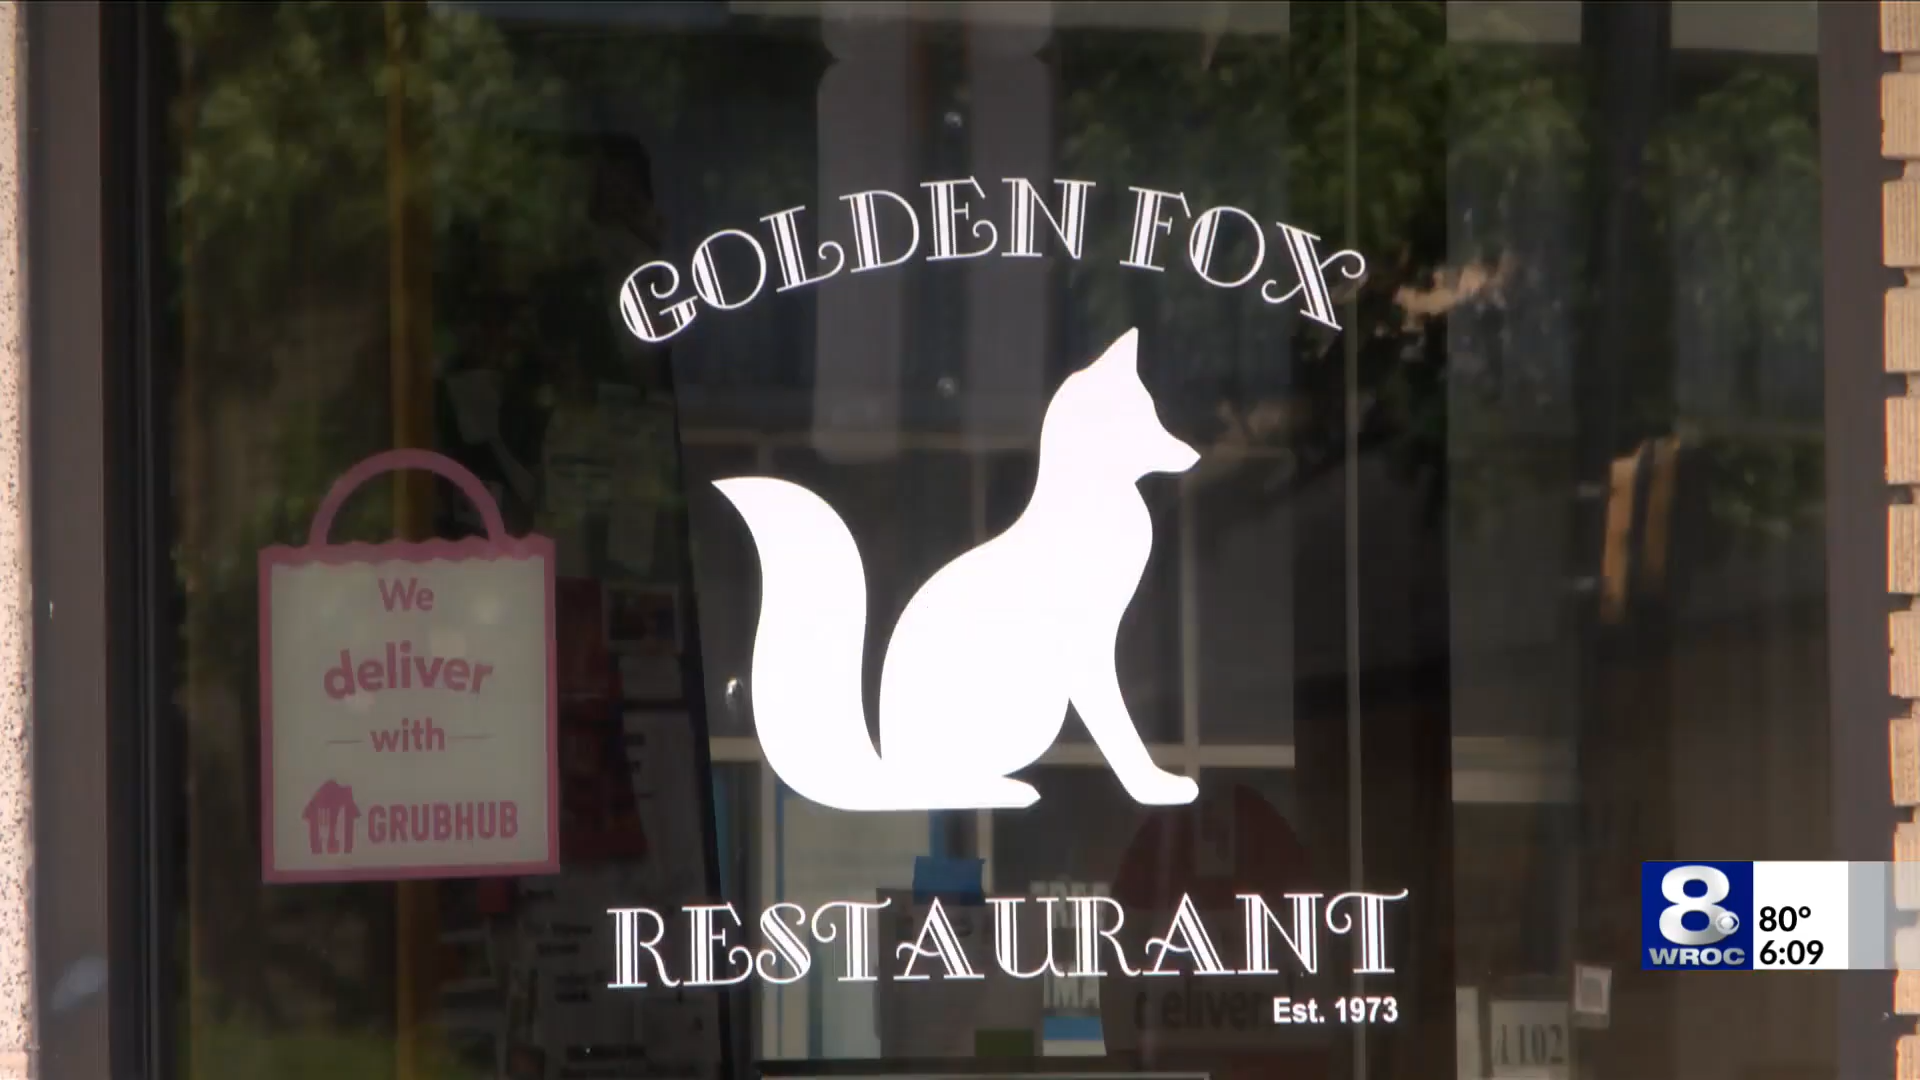 GOLDEN FOX
We
deliver
with
GRUBHUB
RESTAURANT
Est. 1973
8
WROC
80°
6:09